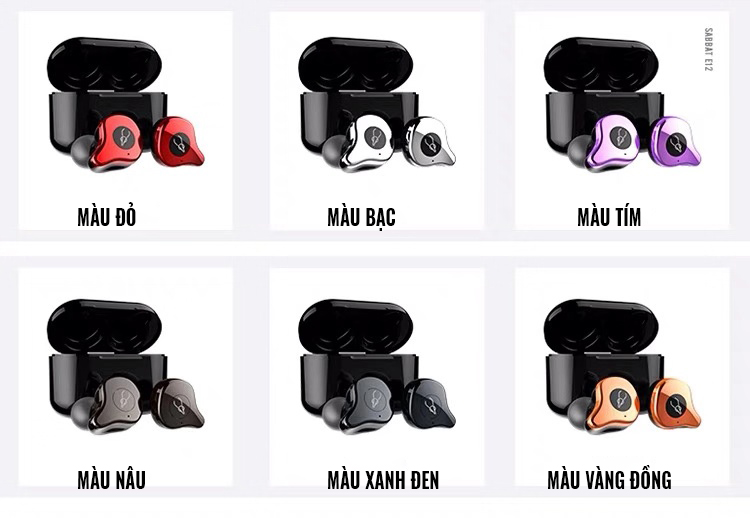 SABBAT E12
MÀU ĐỎ
MÀU BẠC
MÀU TÍM
MÀU NÂU
MÀU XANH ĐEN
MÀU VÀNG ĐỒNG